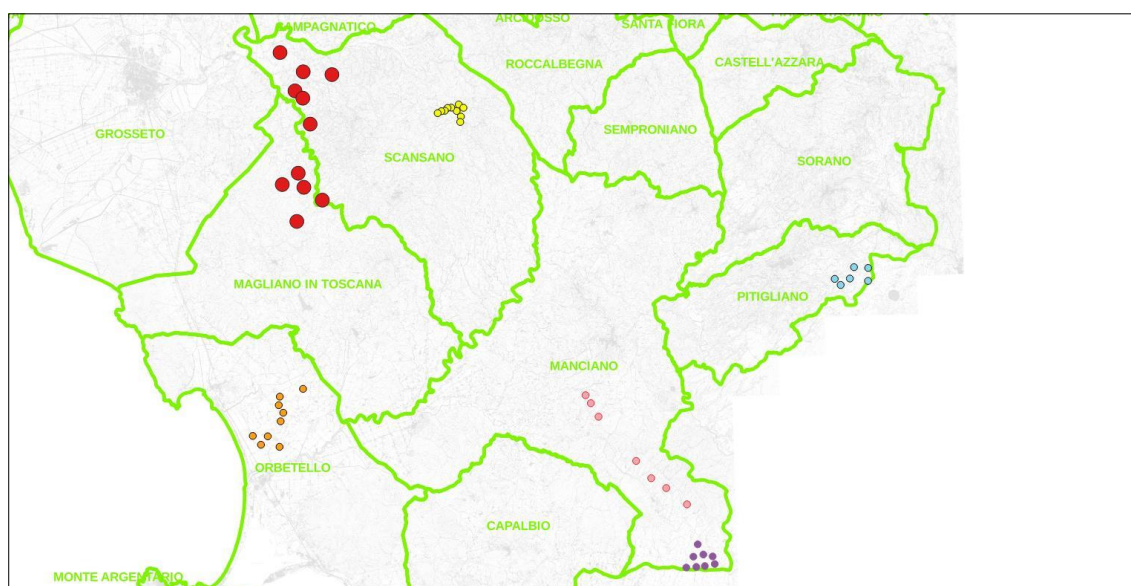 ARCIDOSSO
SANTA FIORA
CAMPAGNATICO
ROCCALBEGNA
CASTELL'AZZARA
GROSSETO
SEMPRONIANO
SCANSANO
SORANO
MAGLIANO IN TOSCANA
PITIGLIANO
MANCIANO
ORBETELLO
CAPALBIO
MONTE ARGENTARIO